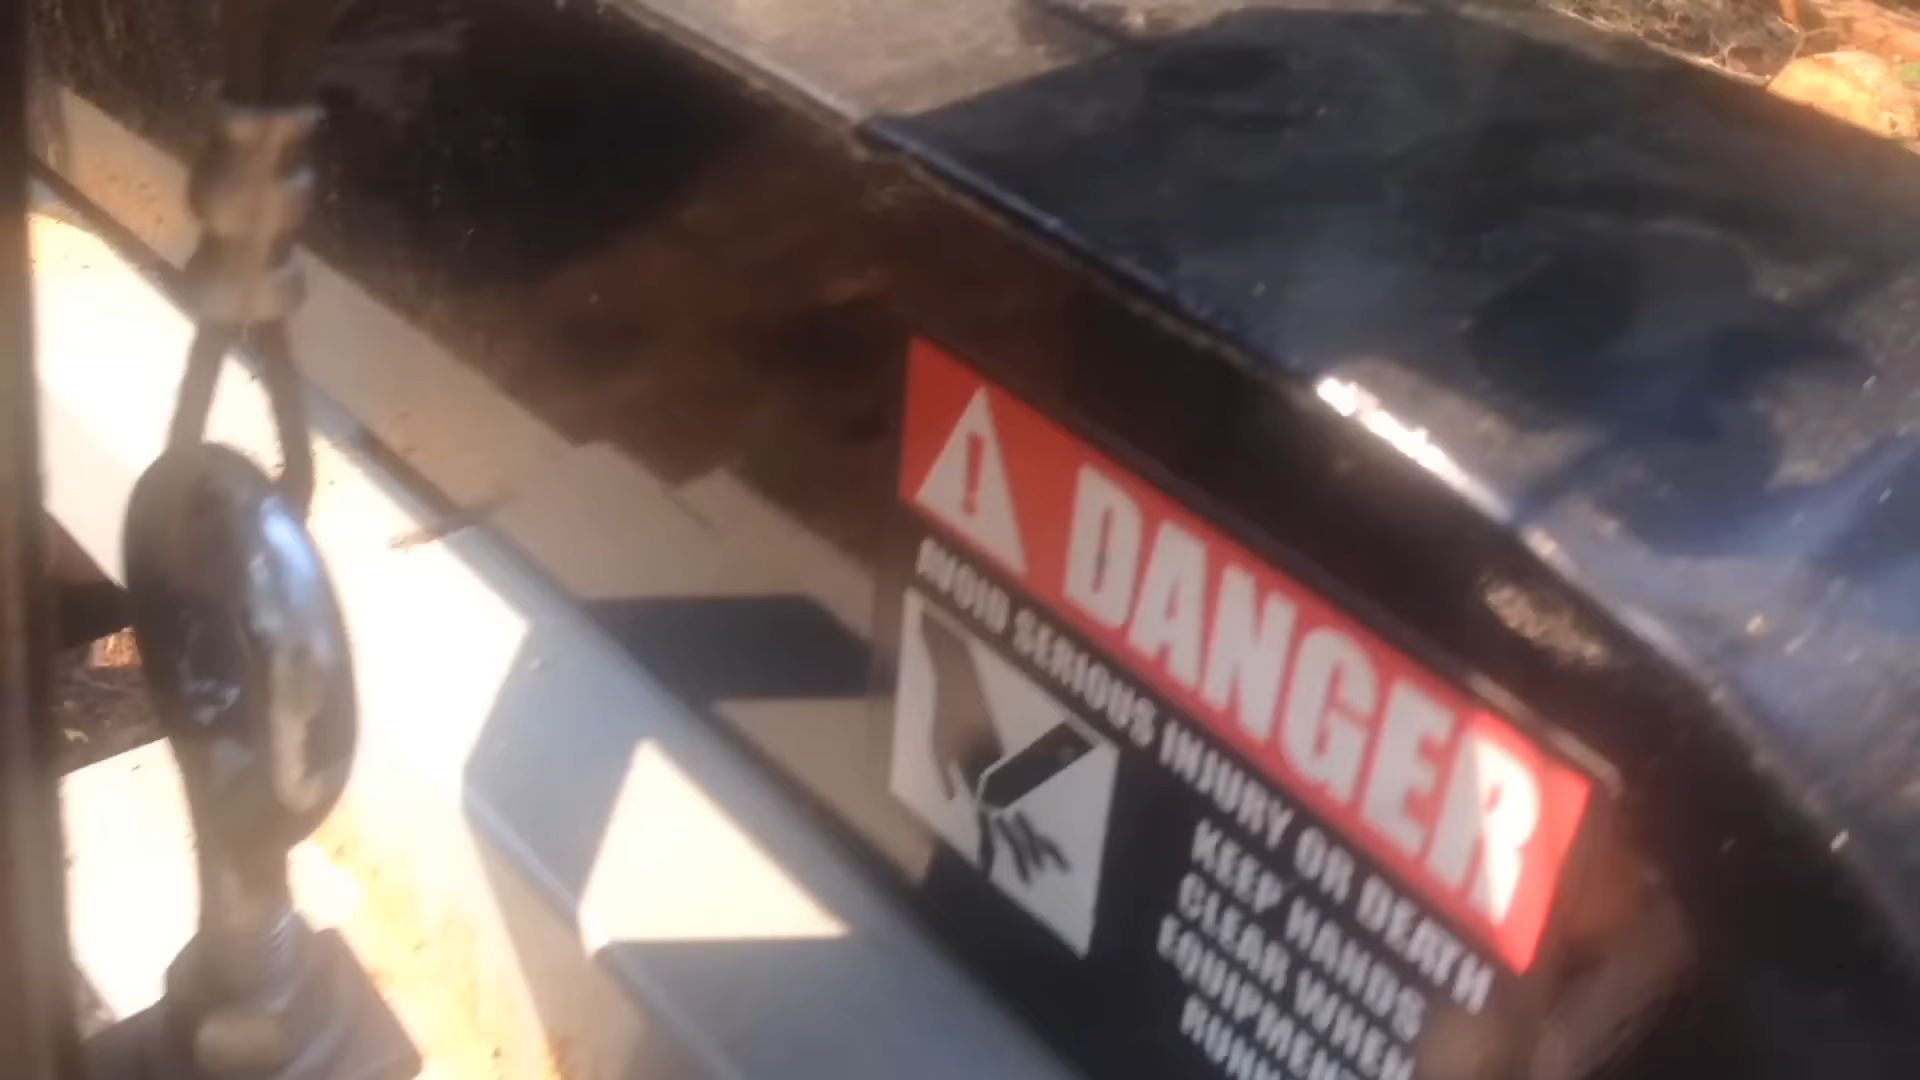 DANGER
AVOID SERIOUS INJURY OR DEATH
KEEP HANDS
CLEAR WHEN
EQUIPMENT